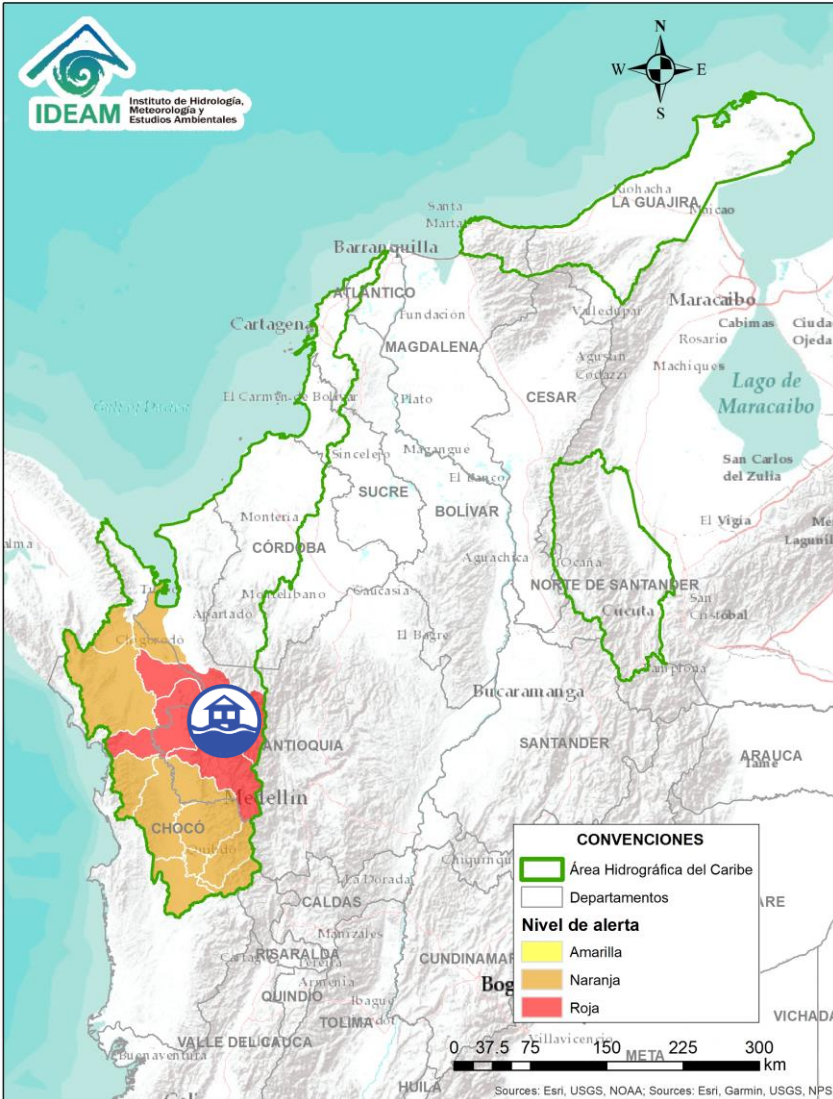 IDEAM
Instituto de Hidrología,
Meteorología y
Estudios Ambientales
N
W
E
S
Riohacha
LA GUAJIRA
Maicao
Santa
Marta
Barranquilla
ATLÁNTICO
Maracaibo
Fundación
Valledupar
Cabimas
Ciudad
Ojeda
Cartagena
Rosario
MAGDALENA
Agustín
Codazzi
Machiques
CESAR
Lago de
Maracaibo
El Carmen de Bolívar
Plato
Magangué
Sincelejo
San Carlos
del Zulia
El Banco
SUCRE
BOLÍVAR
Montería
El Vigía
CÓRDOBA
Aguachica
Ocaña
Montelíbano
Caucasia
NORTE DE SANTANDER
Apartadó
Cúcuta
San
Cristóbal
El Bagre
Chigorodó
Pamplona
Bucaramanga
ANTIOQUIA
SANTANDER
ARAUCA
Tame
Medellín
CHOCÓ
Quibdó
La Dorada
CALDAS
Manizales
RISARALDA
Pereira
Armenia
QUINDIO
Ibagué
TOLIMA
VALLE DEL CAUCA
Buenaventura
Villavicencio
META
VICHADA
HUILA
CONVENCIONES
Área Hidrográfica del Caribe
Departamentos
Nivel de alerta
Amarilla
Naranja
Roja
0 37.5 75 150 225 300
km
Sources: Esri, USGS, NOAA; Sources: Esri, Garmin, USGS, NPS